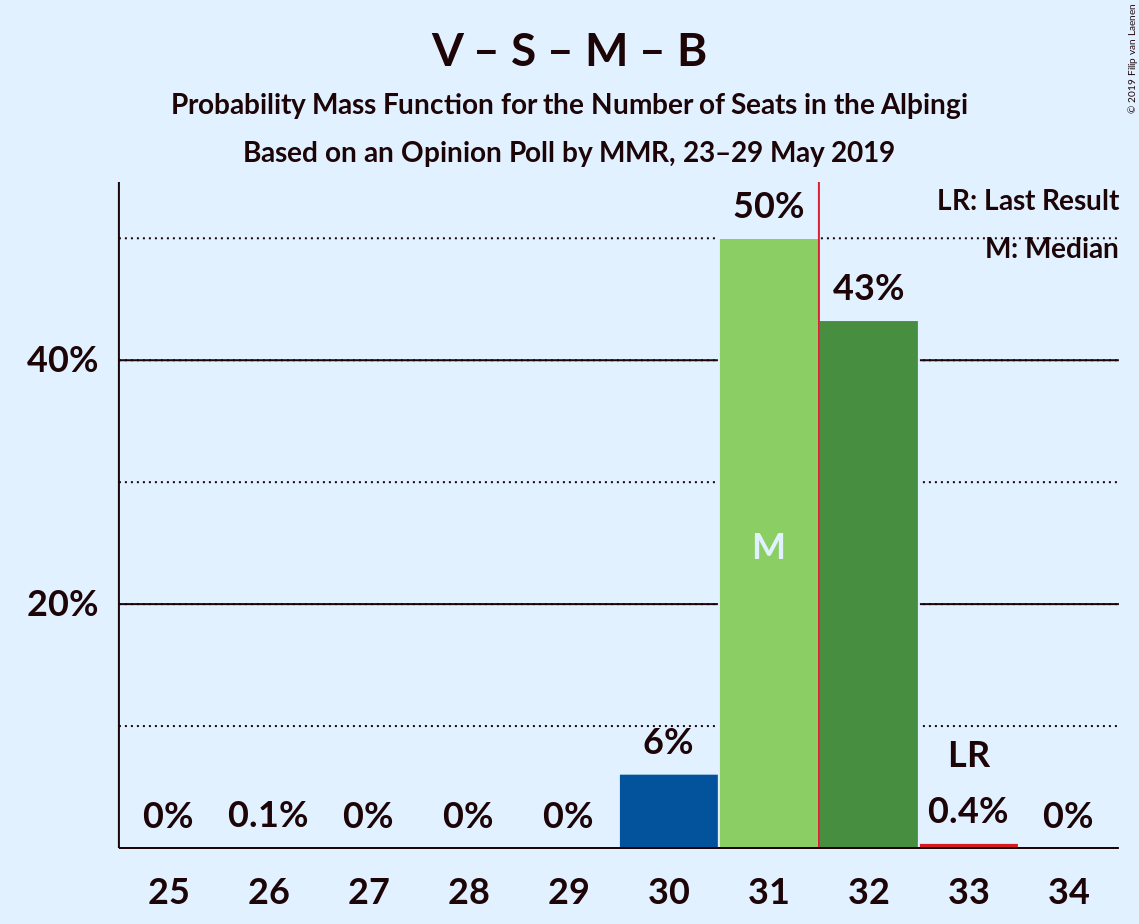 V – S – M – B
Probability Mass Function for the Number of Seats in the Alþingi
Based on an Opinion Poll by MMR, 23–29 May 2019
© 2019 Filip van Laenen
LR: Last Result
M: Median
50%
43%
40%
M
20%
6%
LR
0% 0.1% 0% 0% 0% 0.4% 0%
25 26 27 28 29 30 31 32 33 34